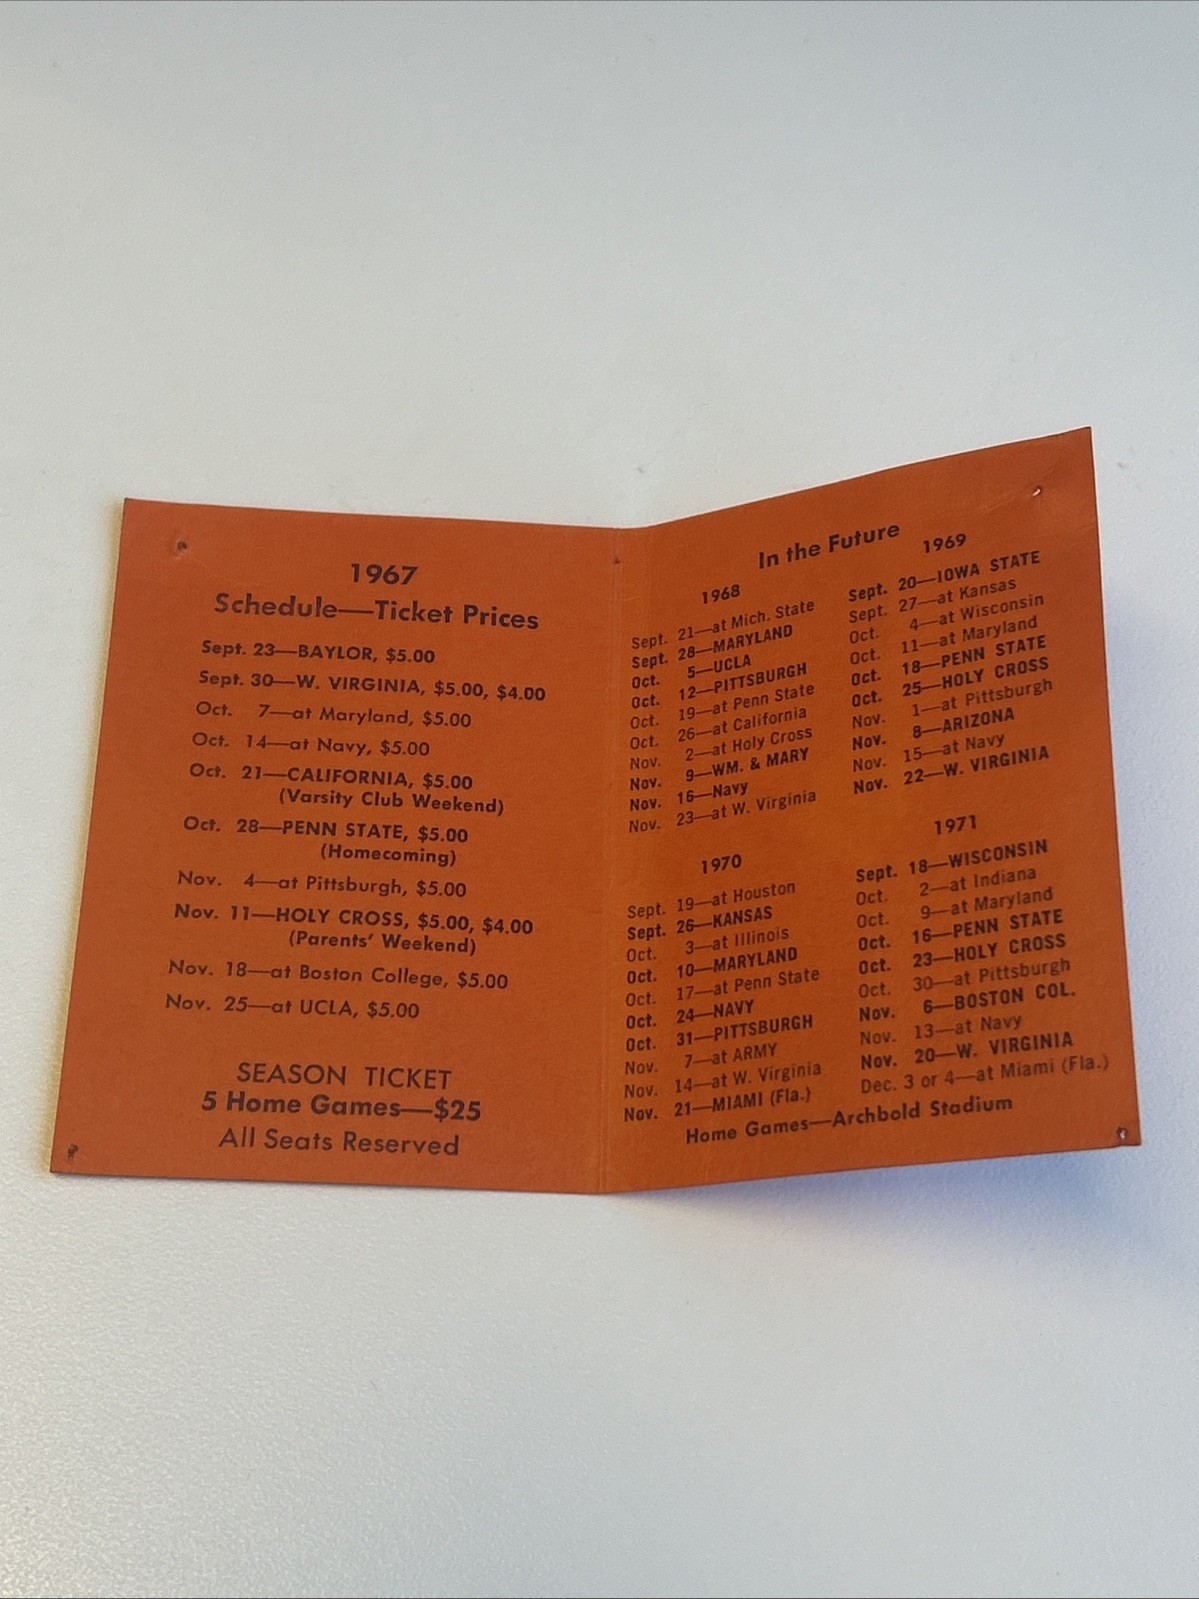 1967
Schedule—Ticket Prices
Sept. 23—BAYLOR, $5.00
Sept. 30—W. VIRGINIA, $5.00, $4.00
Oct. 7—at Maryland, $5.00
Oct. 14—at Navy, $5.00
Oct. 21—CALIFORNIA, $5.00
(Varsity Club Weekend)
Oct. 28—PENN STATE, $5.00
(Homecoming)
Nov. 4—at Pittsburgh, $5.00
Nov. 11—HOLY CROSS, $5.00, $4.00
(Parents' Weekend)
Nov. 18—at Boston College, $5.00
Nov. 25—at UCLA, $5.00
SEASON TICKET
5 Home Games—$25
All Seats Reserved
In the Future
1968
Sept. 21—at Mich. State
Sept. 28—MARYLAND
Oct. 5—UCLA
Oct. 12—PITTSBURGH
Oct. 19—at Penn State
Oct. 26—at California
Nov. 2—at Holy Cross
Nov. 9—WM. & MARY
Nov. 16—Navy
Nov. 23—at W. Virginia
1969
Sept. 20—IOWA STATE
Sept. 27—at Kansas
Oct. 4—at Wisconsin
Oct. 11—at Maryland
Oct. 18—PENN STATE
Oct. 25—HOLY CROSS
Nov. 1—at Pittsburgh
Nov. 8—ARIZONA
Nov. 15—at Navy
Nov. 22—W. VIRGINIA
1970
Sept. 19—at Houston
Sept. 26—KANSAS
Oct. 3—at Illinois
Oct. 10—MARYLAND
Oct. 17—at Penn State
Oct. 24—NAVY
Oct. 31—PITTSBURGH
Nov. 7—at ARMY
Nov. 14—at W. Virginia
Nov. 21—MIAMI (Fla.)
1971
Sept. 18—WISCONSIN
Oct. 2—at Indiana
Oct. 9—at Maryland
Oct. 16—PENN STATE
Oct. 23—HOLY CROSS
Oct. 30—at Pittsburgh
Nov. 6—BOSTON COL.
Nov. 13—at Navy
Nov. 20—W. VIRGINIA
Dec. 3 or 4—at Miami (Fla.)
Home Games—Archbold Stadium